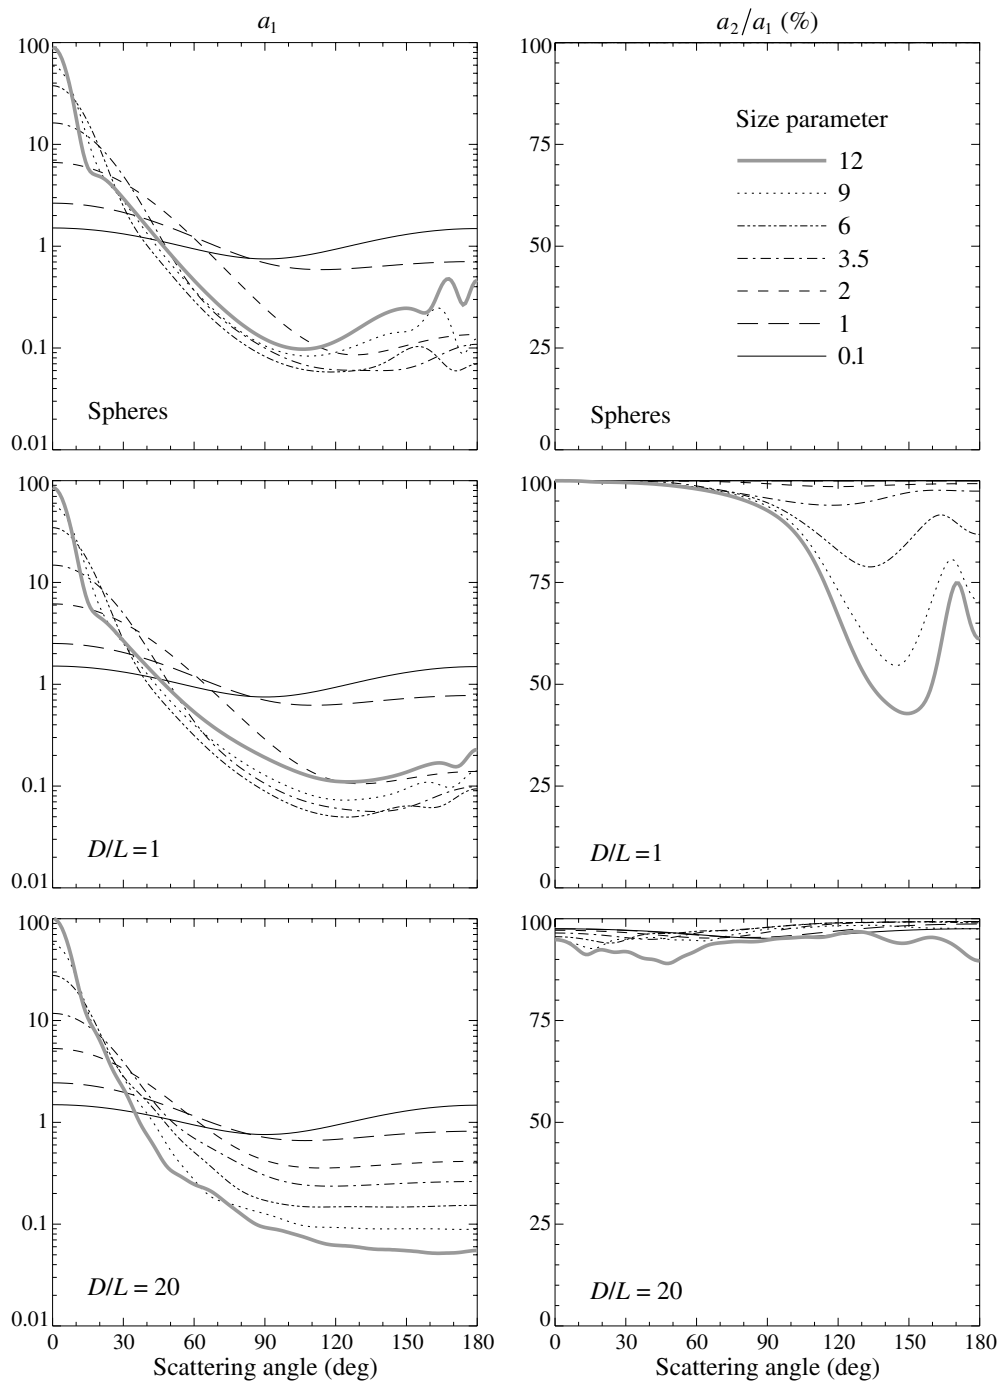 a₁
a₂/a₁ (%)
100
10
1
0.1
0.01
Spheres
100
75
50
25
0
Size parameter
12
9
6
3.5
2
1
0.1
Spheres
100
10
1
0.1
0.01
D/L = 1
100
75
50
25
0
D/L = 1
100
10
1
0.1
0.01
D/L = 20
0 30 60 90 120 150 180
Scattering angle (deg)
100
75
50
25
0
D/L = 20
0 30 60 90 120 150 180
Scattering angle (deg)